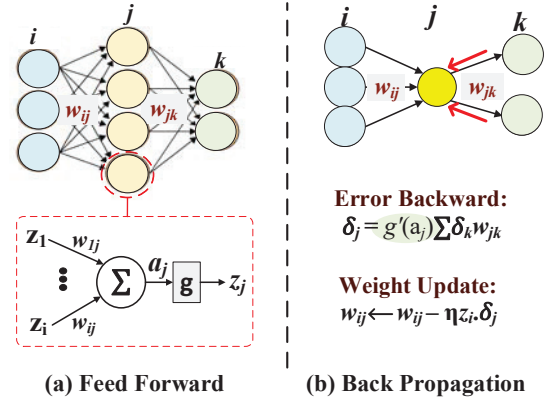 i
j
k
w_ij
w_jk
z_1
w_1j
Σ
a_j
g
z_j
z_i
w_ij
(a) Feed Forward
i
j
k
w_ij
w_jk
Error Backward:
δ_j = g'(a_j)∑δ_k w_jk
Weight Update:
w_ij ← w_ij − ηz_i.δ_j
(b) Back Propagation